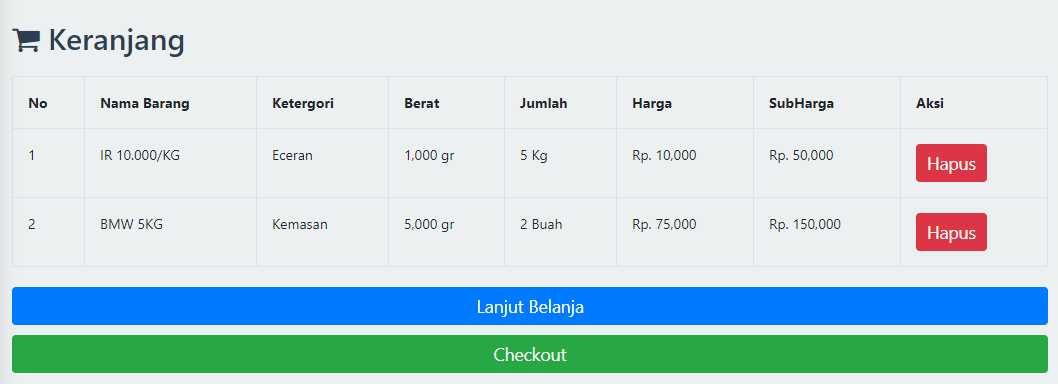 Keranjang
No Nama Barang Ketergori Berat Jumlah Harga SubHarga Aksi
1 IR 10.000/KG Eceran 1,000 gr 5 Kg Rp. 10,000 Rp. 50,000 Hapus
2 BMW 5KG Kemasan 5,000 gr 2 Buah Rp. 75,000 Rp. 150,000 Hapus
Lanjut Belanja
Checkout